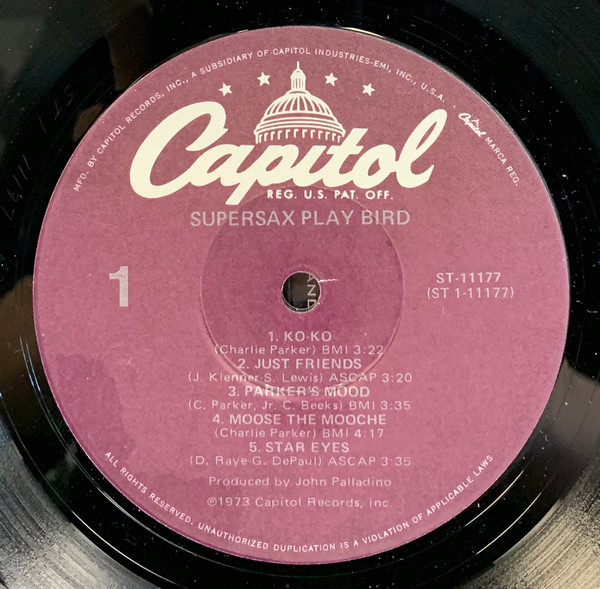 MFD. BY CAPITOL RECORDS, INC., A SUBSIDIARY OF CAPITOL INDUSTRIES-EMI, INC., U.S.A.
Capitol MARCA REG.
Capitol
REG. U.S. PAT. OFF.
SUPERSAX PLAY BIRD
1
ST-11177
(ST 1-11177)
1. KO-KO
(Charlie Parker) BMI 3:22
2. JUST FRIENDS
(J. Klenner-S. Lewis) ASCAP 3:20
3. PARKER'S MOOD
(C. Parker, Jr.-C. Beeks) BMI 3:35
4. MOOSE THE MOOCHE
(Charlie Parker) BMI 4:17
5. STAR EYES
(D. Raye-G. DePaul) ASCAP 3:35
Produced by John Palladino
℗1973 Capitol Records, Inc.
ALL RIGHTS RESERVED. UNAUTHORIZED DUPLICATION IS A VIOLATION OF APPLICABLE LAWS